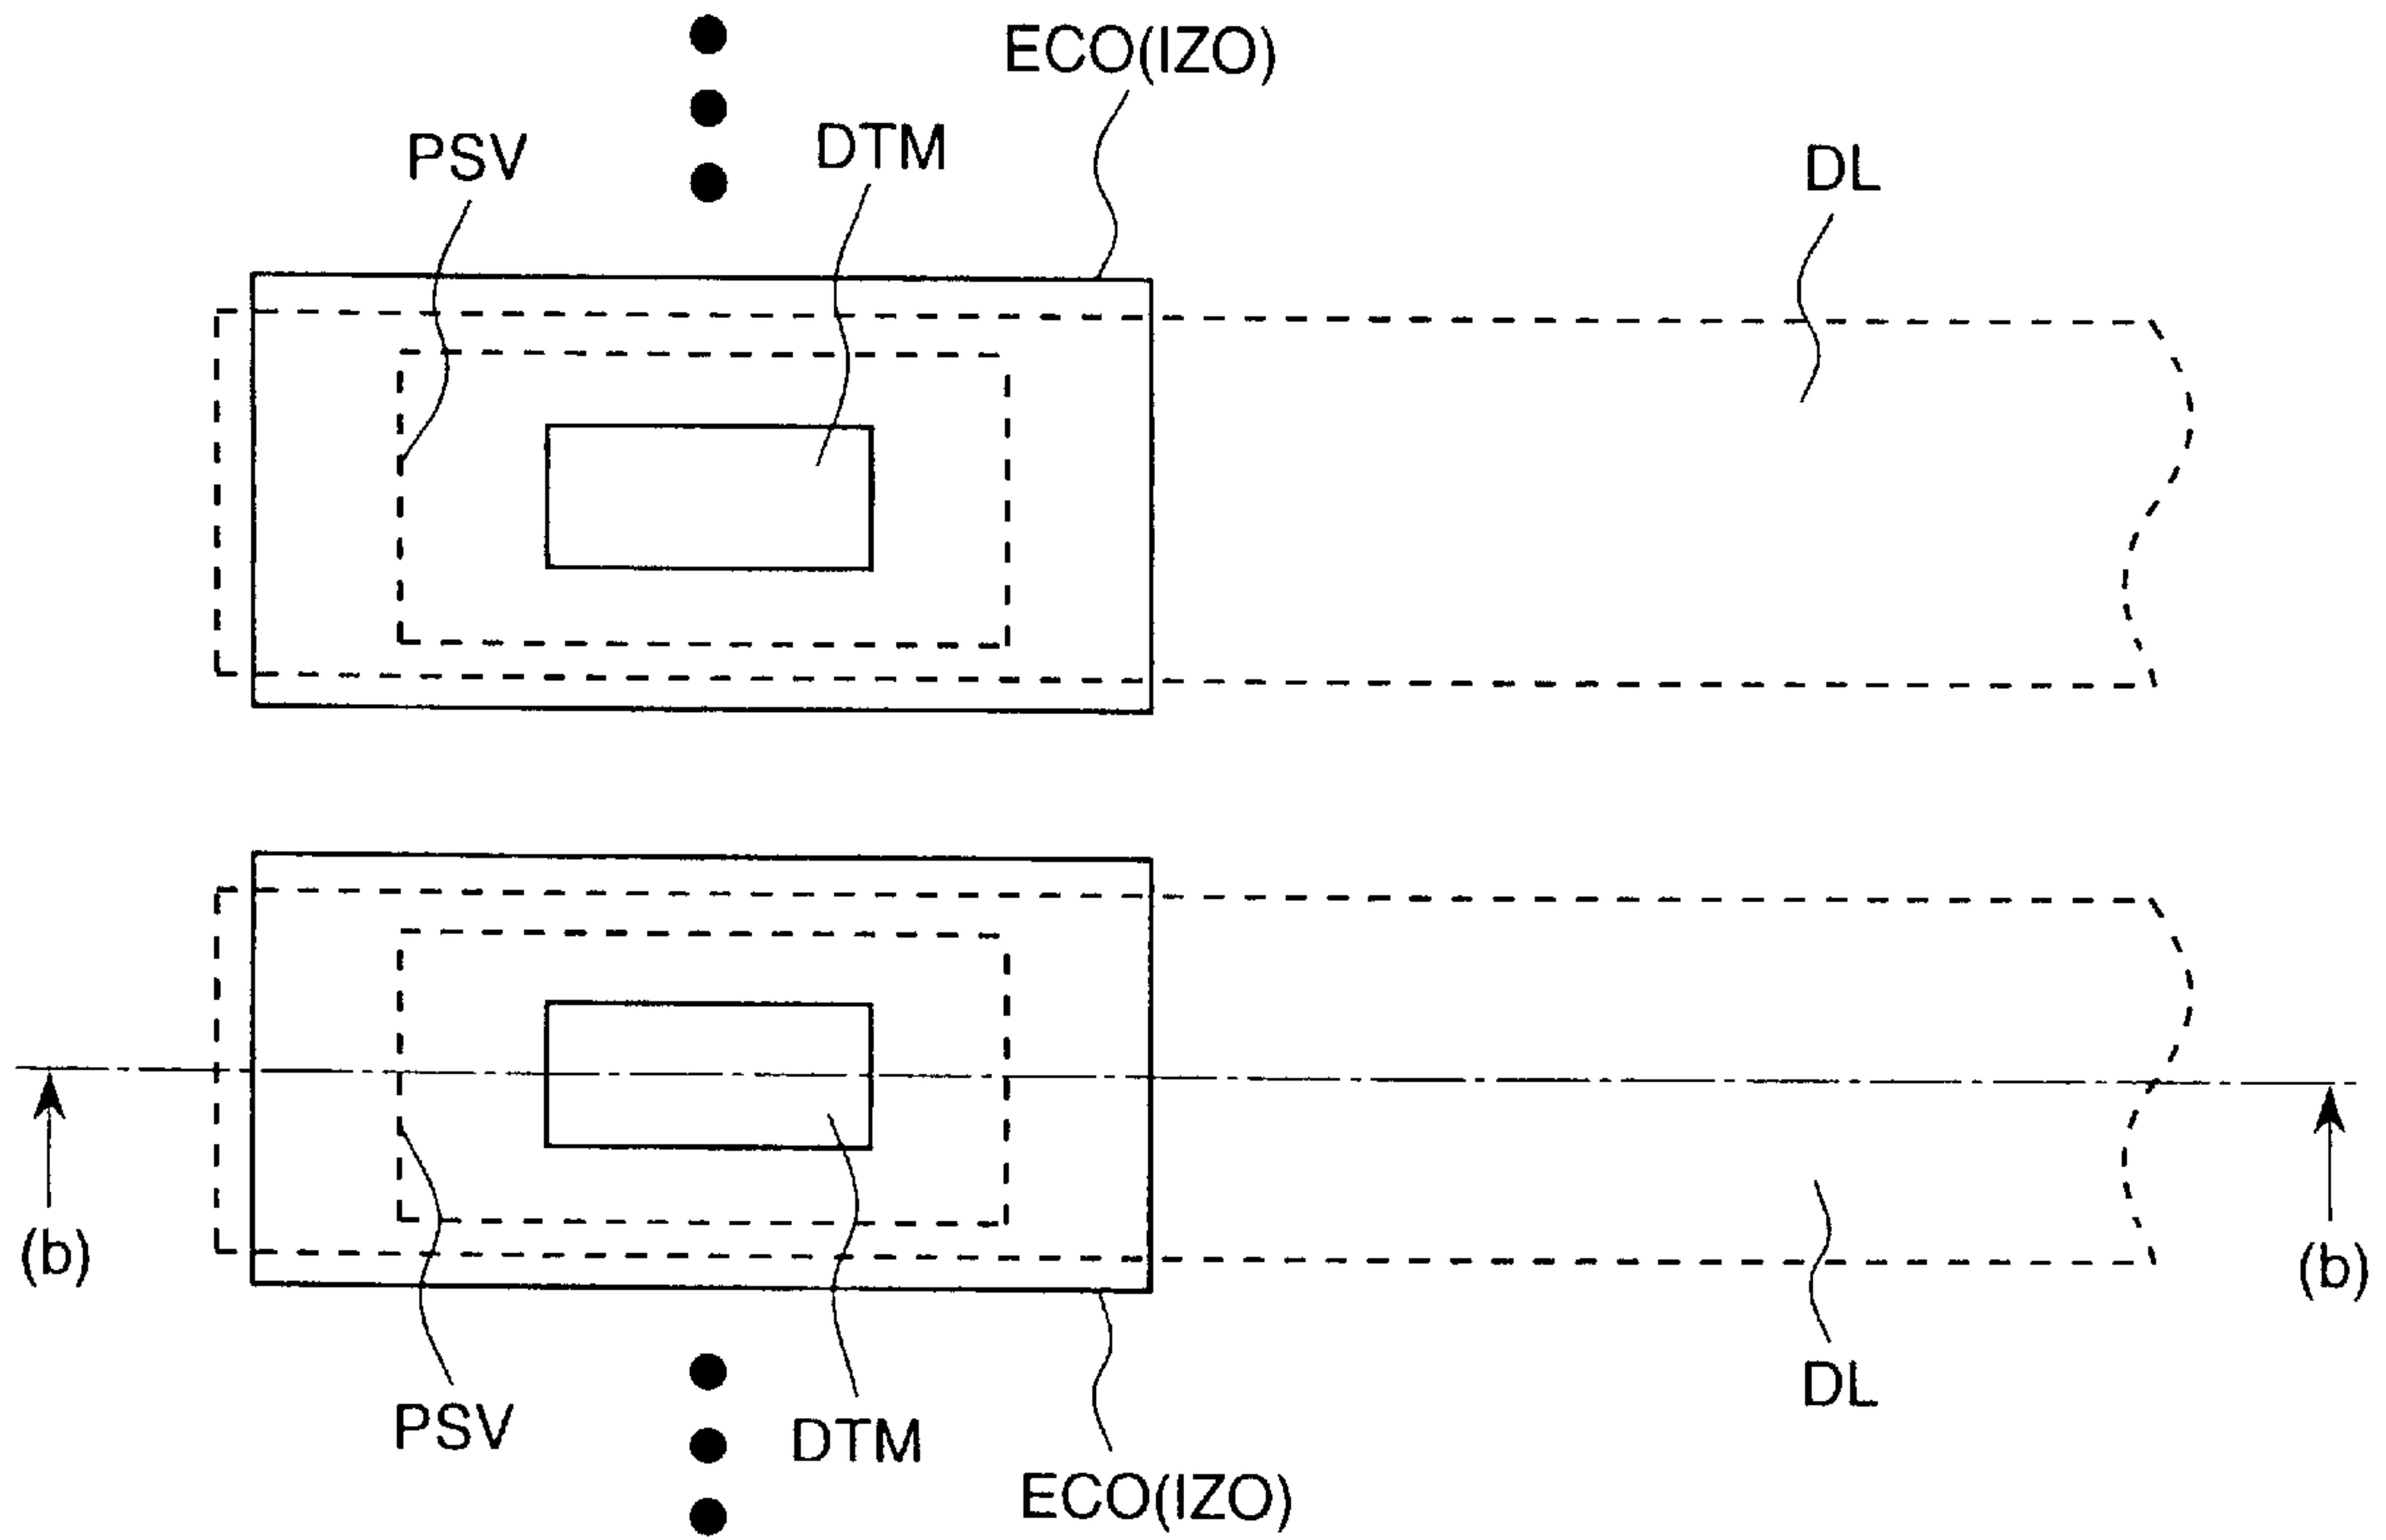 ECO(IZO)
PSV
DTM
DL
(b)
(b)
PSV
DTM
DL
ECO(IZO)